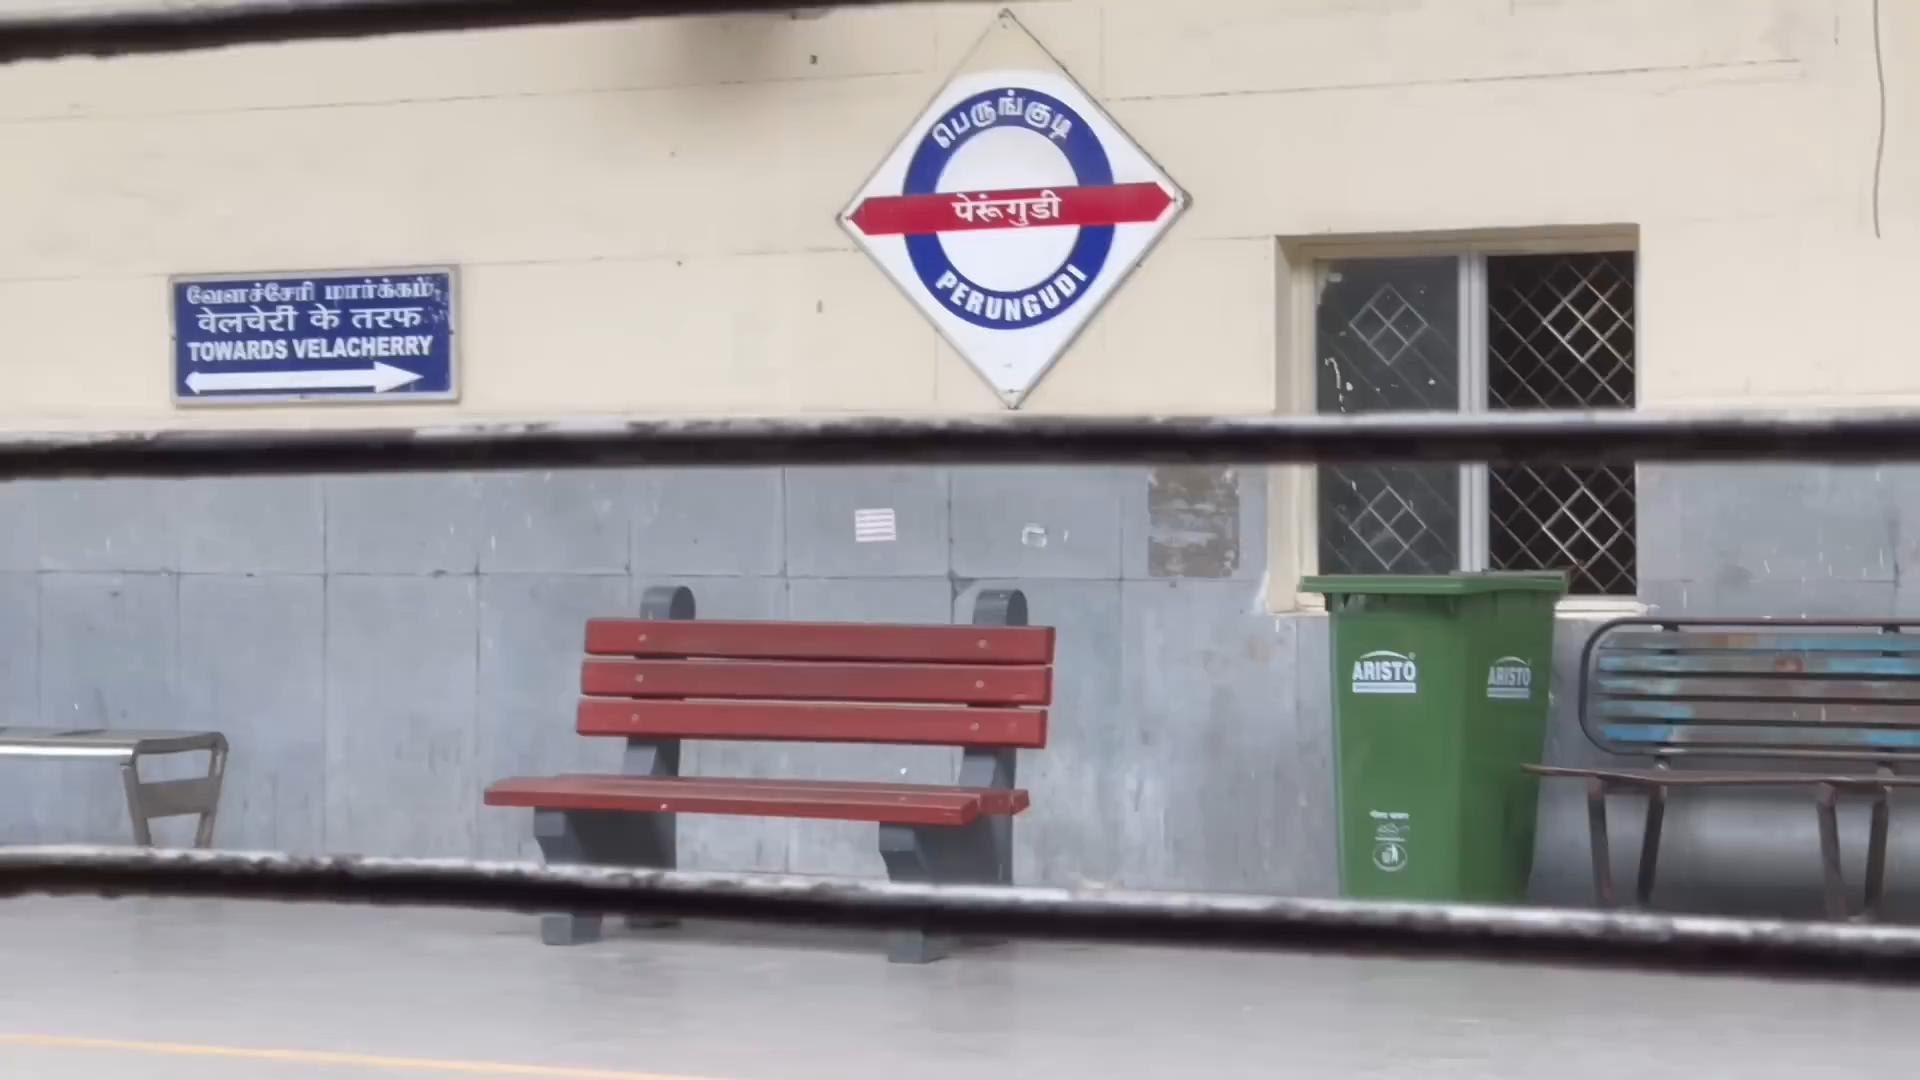 வேளச்சேரி மார்க்கம்
वेलचेरी के तरफ
TOWARDS VELACHERRY
பெருங்குடி
पेरूंगुडी
PERUNGUDI
ARISTO
ARISTO